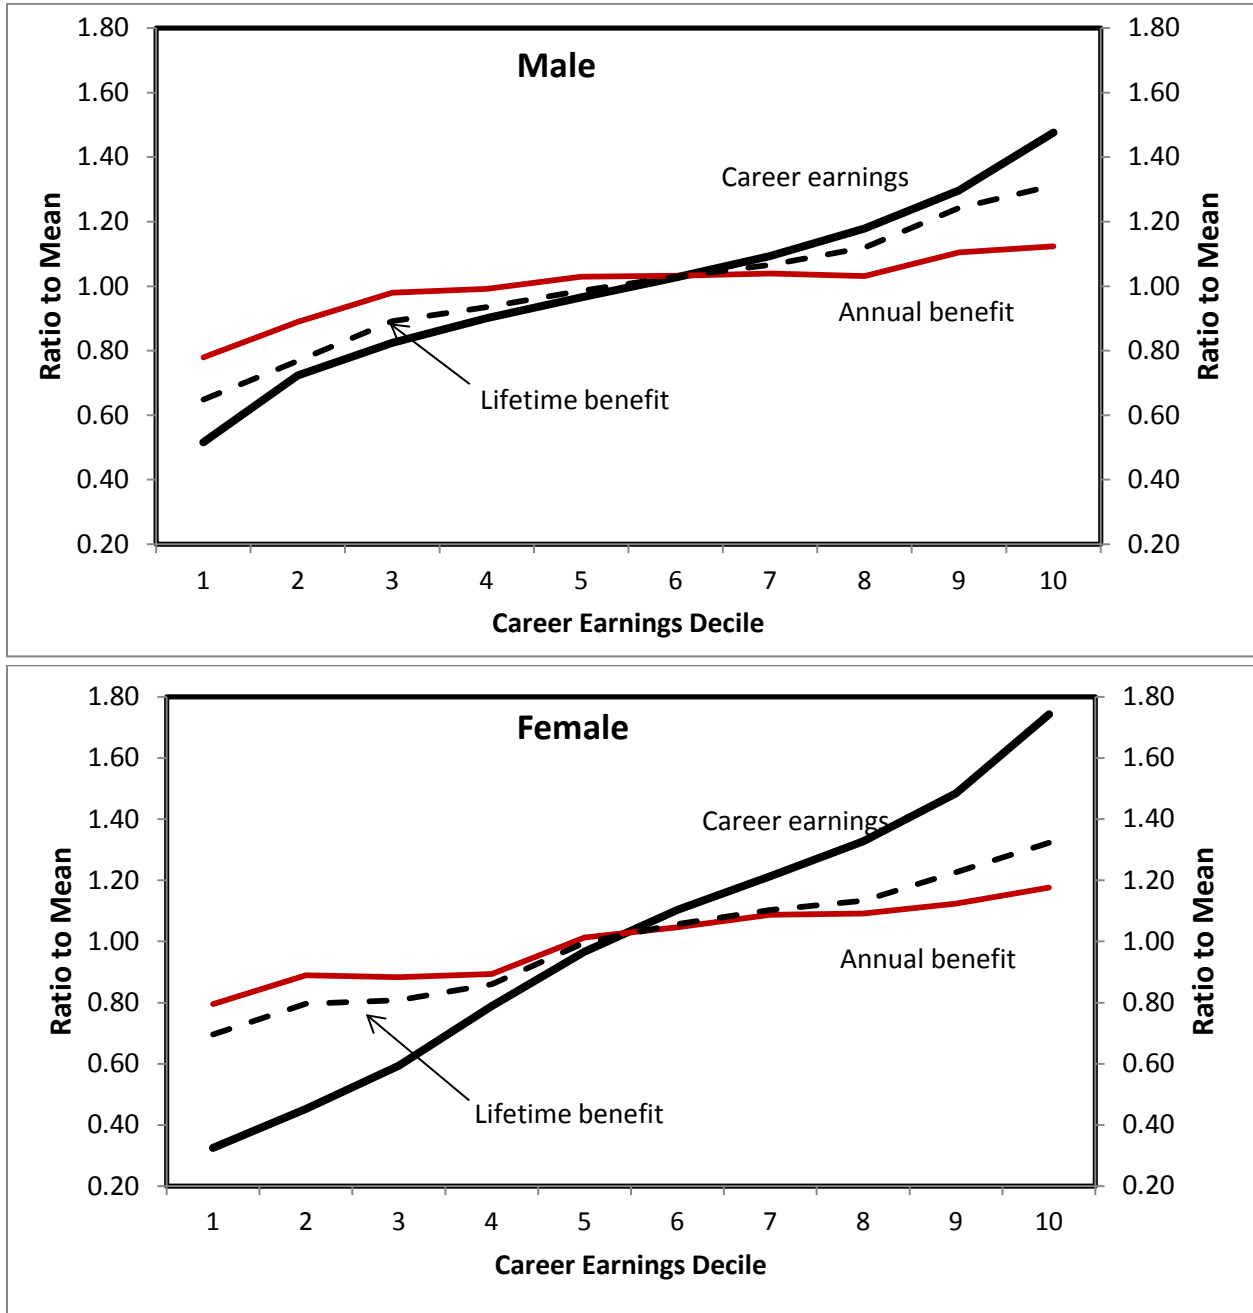 Male
Ratio to Mean
1.80
1.60
1.40
1.20
1.00
0.80
0.60
0.40
0.20
Career earnings
Annual benefit
Lifetime benefit
1.80
1.60
1.40
1.20
1.00
0.80
0.60
0.40
0.20
Ratio to Mean
1 2 3 4 5 6 7 8 9 10
Career Earnings Decile
Female
Ratio to Mean
1.80
1.60
1.40
1.20
1.00
0.80
0.60
0.40
0.20
Career earnings
Annual benefit
Lifetime benefit
1.80
1.60
1.40
1.20
1.00
0.80
0.60
0.40
0.20
Ratio to Mean
1 2 3 4 5 6 7 8 9 10
Career Earnings Decile